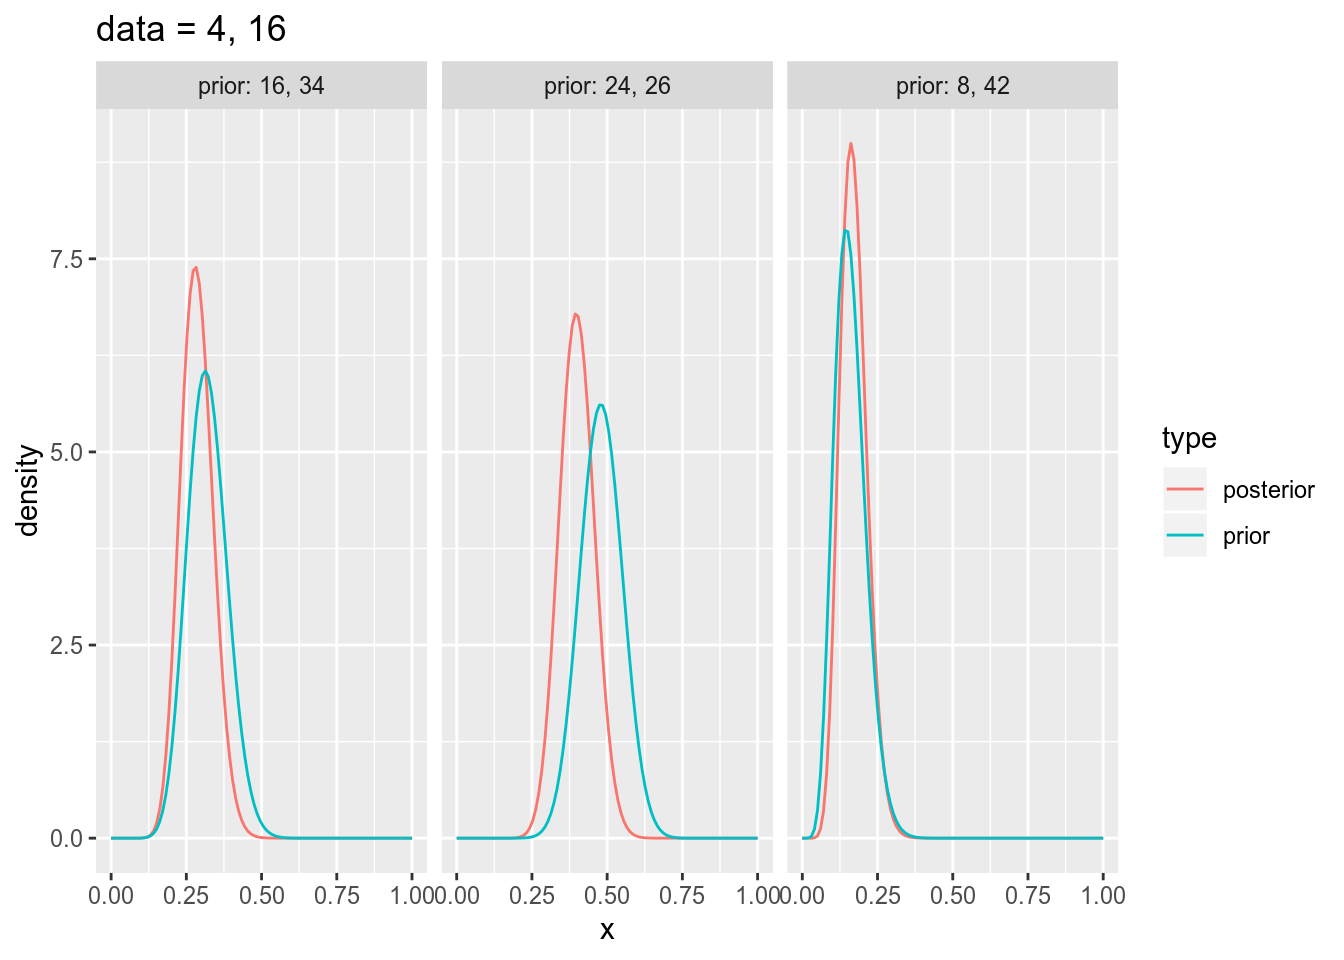 data = 4, 16
prior: 16, 34
prior: 24, 26
prior: 8, 42
density
7.5
5.0
2.5
0.0
0.00 0.25 0.50 0.75 1.00
0.00 0.25 0.50 0.75 1.00
0.00 0.25 0.50 0.75 1.00
x
type
posterior
prior